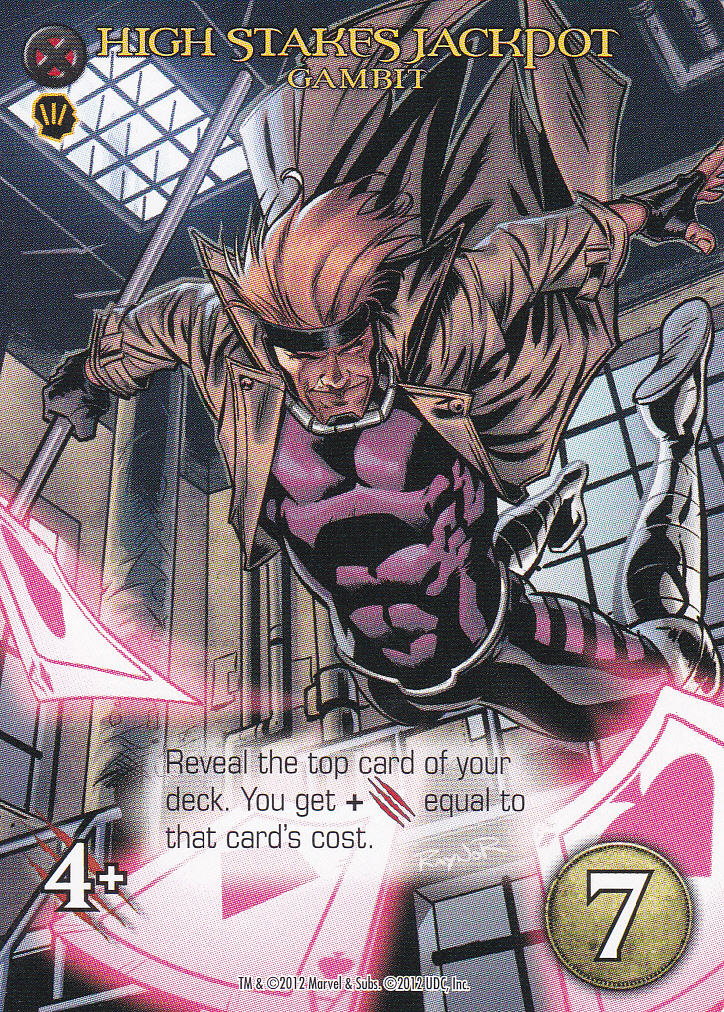 HIGH STAKES JACKPOT
GAMBIT
Reveal the top card of your
deck. You get + equal to
that card's cost.
RAYJR
4+
7
TM & ©2012 Marvel & Subs. ©2012 UDC, Inc.